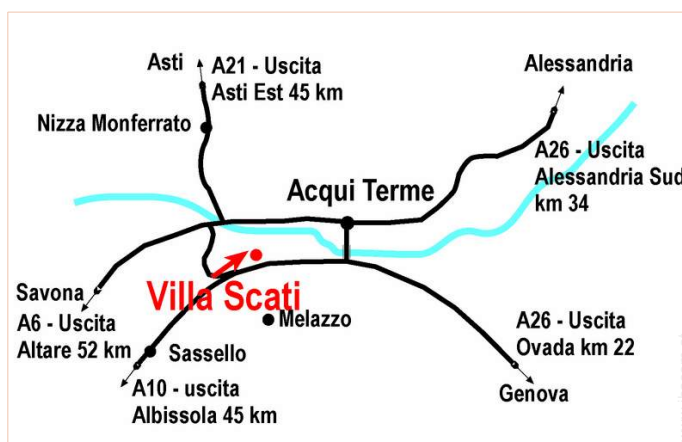 Asti
A21 - Uscita
Asti Est 45 km
Nizza Monferrato
Alessandria
A26 - Uscita
Alessandria Sud
km 34
Acqui Terme
Villa Scati
Savona
A6 - Uscita
Altare 52 km
Melazzo
Sassello
A10 - uscita
Albissola 45 km
A26 - Uscita
Ovada km 22
Genova